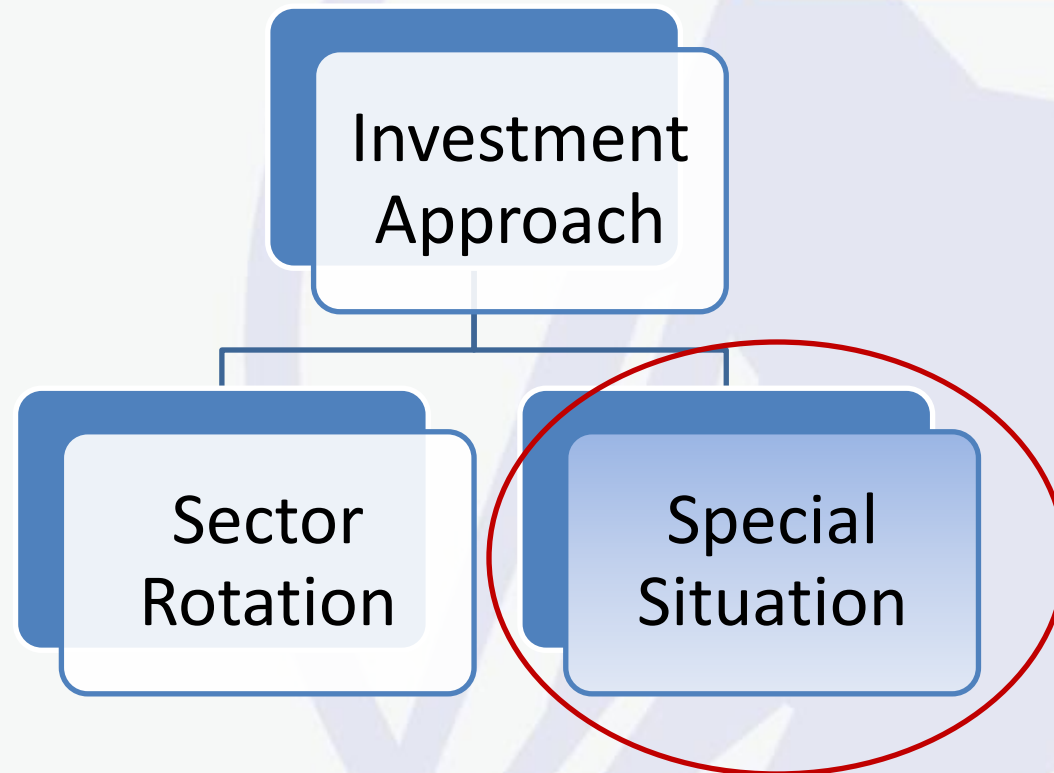 Investment
Approach
Sector
Rotation
Special
Situation